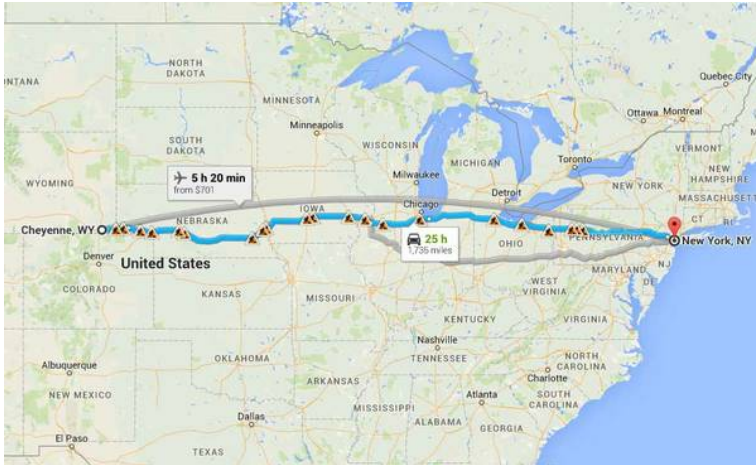 NORTH
DAKOTA
ONTANA
MINNESOTA
Quebec City
Ottawa
Montreal
Minneapolis
SOUTH
DAKOTA
WISCONSIN
VERMONT
Toronto
MICHIGAN
NEW
HAMPSHIRE
Milwaukee
WYOMING
5 h 20 min
from $701
NEW YORK
Detroit
MASSACHUSETTS
IOWA
Chicago
NEBRASKA
CT
RI
Cheyenne, WY
25 h
1,735 miles
OHIO
PENNSYLVANIA
New York, NY
Denver
United States
NJ
MARYLAND
DE
COLORADO
WEST
VIRGINIA
KANSAS
MISSOURI
KENTUCKY
VIRGINIA
Nashville
TENNESSEE
NORTH
CAROLINA
Albuquerque
OKLAHOMA
Charlotte
ARKANSAS
NEW MEXICO
Atlanta
SOUTH
CAROLINA
MISSISSIPPI
Dallas
ALABAMA
GEORGIA
El Paso
TEXAS